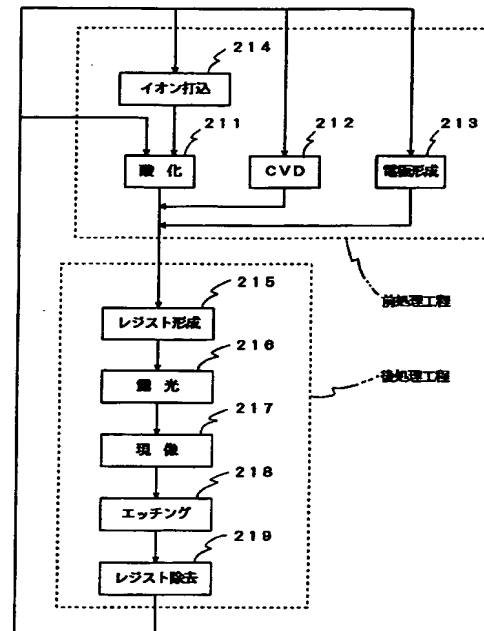 214
イオン打込
211
212
213
酸化
CVD
電極形成
前処理工程
215
レジスト形成
後処理工程
216
露光
217
現像
218
エッチング
219
レジスト除去